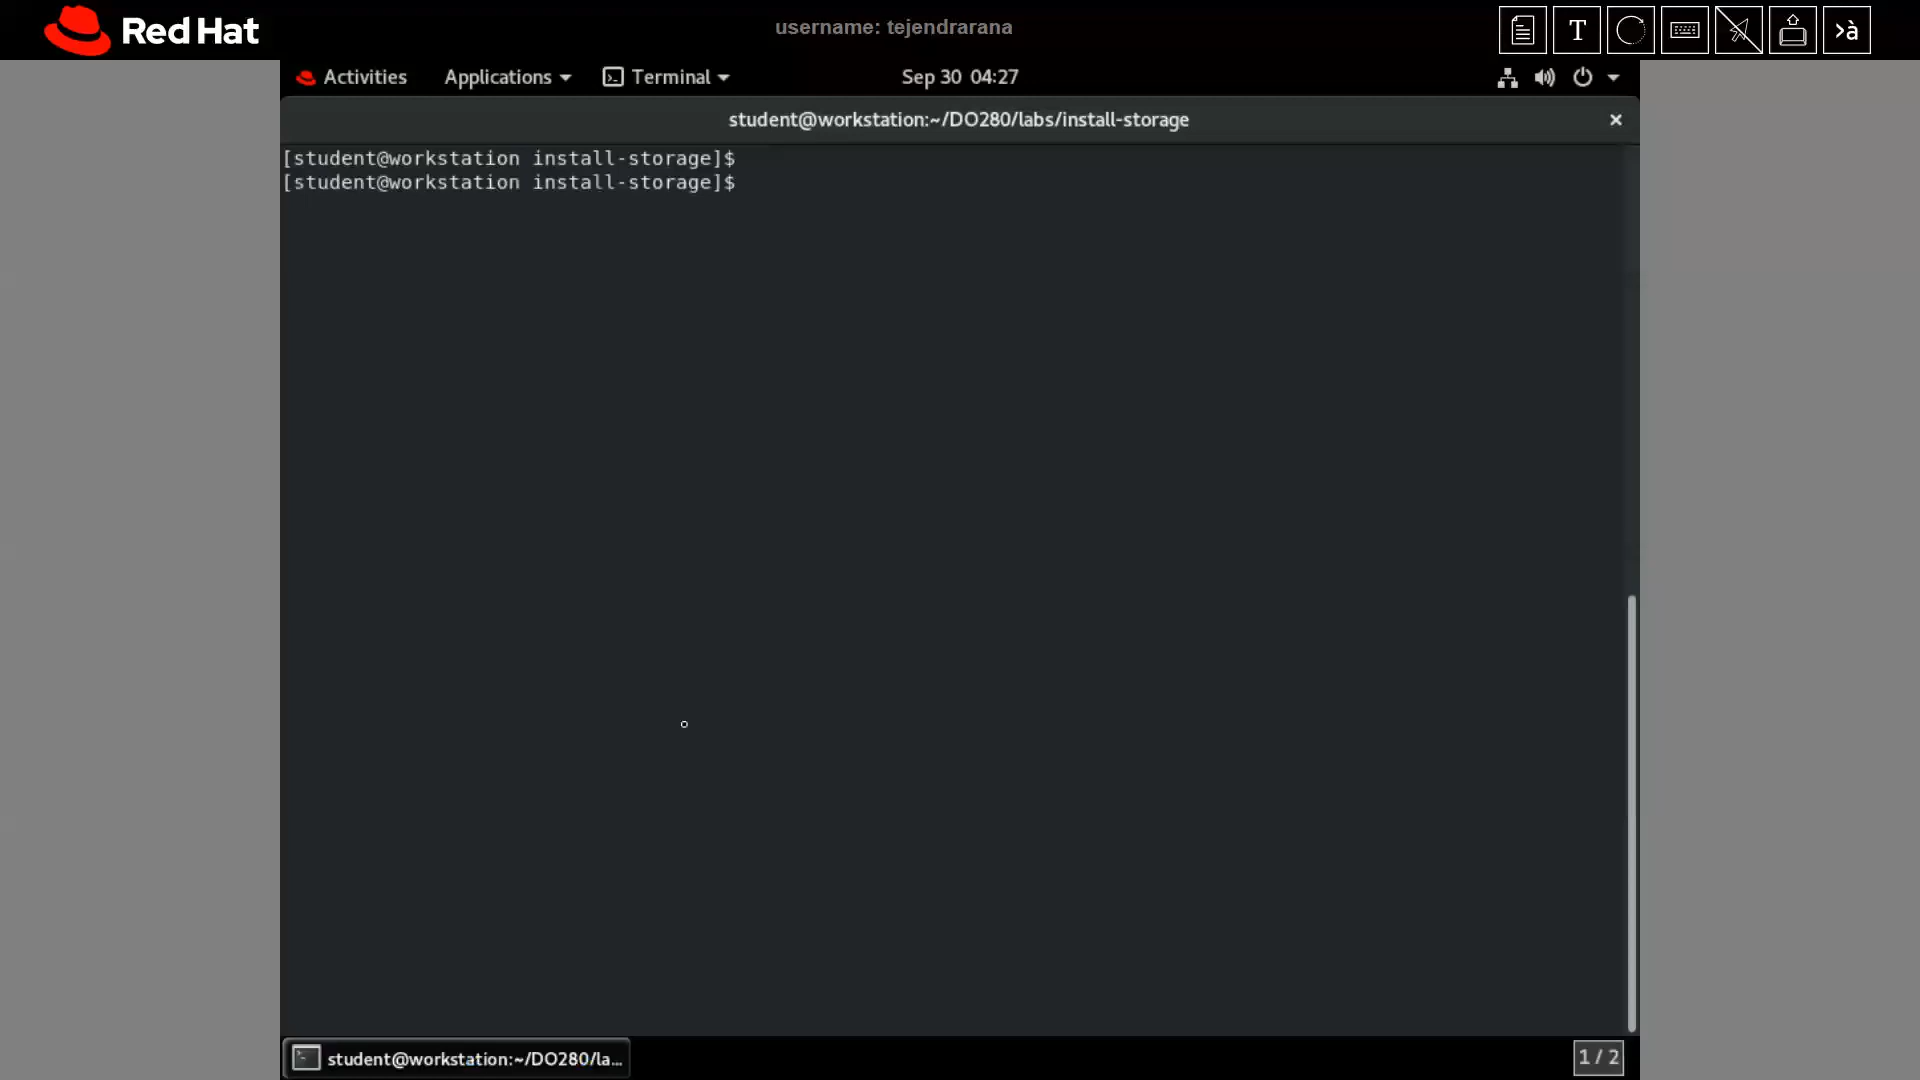 Red Hat
username: tejendrarana
T
>à
Activities
Applications
Terminal
Sep 30 04:27
student@workstation:~/DO280/labs/install-storage
[student@workstation install-storage]$
[student@workstation install-storage]$
student@workstation:~/DO280/la...
1 / 2